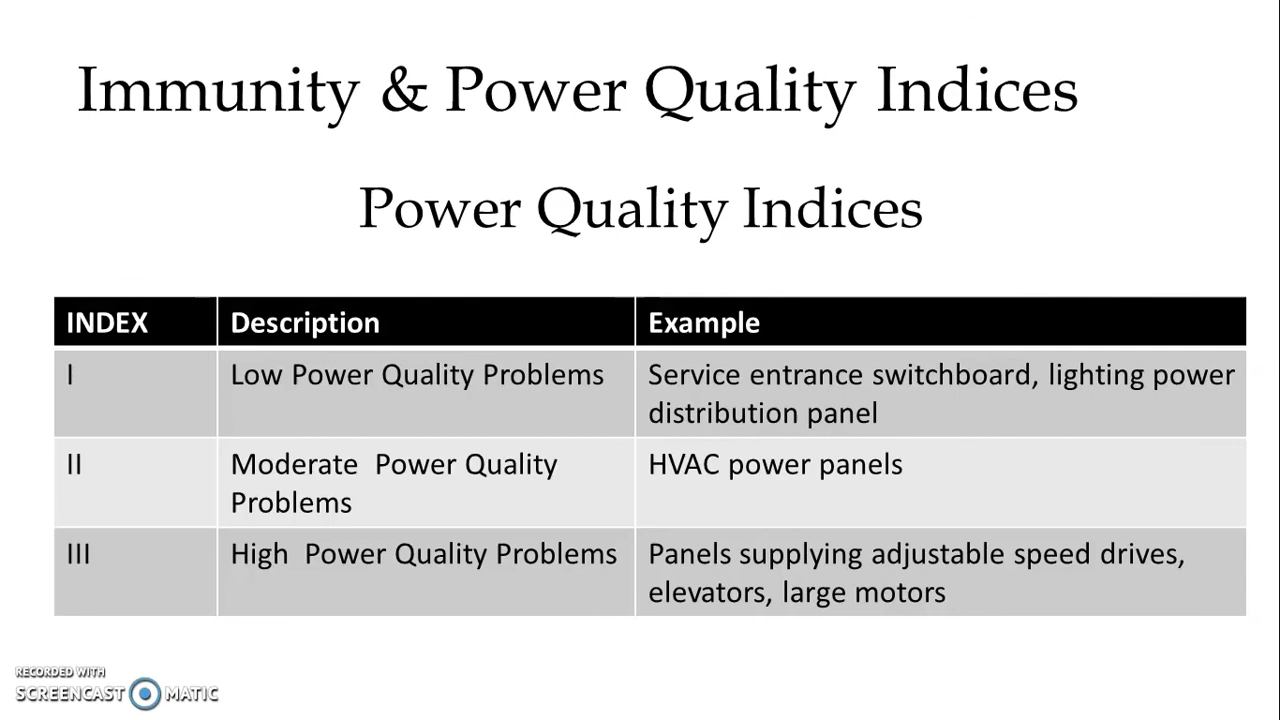 Immunity & Power Quality Indices
Power Quality Indices
INDEX Description Example
I Low Power Quality Problems Service entrance switchboard, lighting power
distribution panel
II Moderate Power Quality HVAC power panels
Problems
III High Power Quality Problems Panels supplying adjustable speed drives,
elevators, large motors
RECORDED WITH
SCREENCAST MATIC